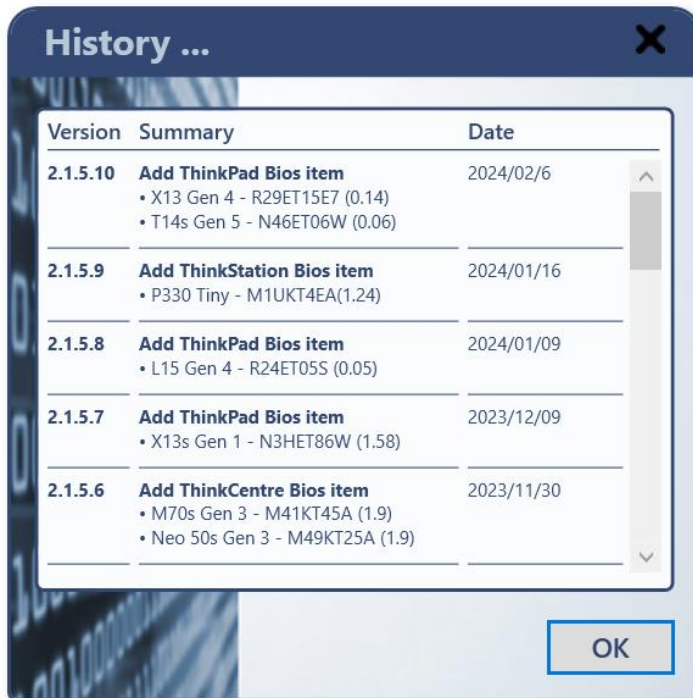 History ...
Version Summary Date
2.1.5.10 Add ThinkPad Bios item 2024/02/6
• X13 Gen 4 - R29ET15E7 (0.14)
• T14s Gen 5 - N46ET06W (0.06)
2.1.5.9 Add ThinkStation Bios item 2024/01/16
• P330 Tiny - M1UKT4EA(1.24)
2.1.5.8 Add ThinkPad Bios item 2024/01/09
• L15 Gen 4 - R24ET05S (0.05)
2.1.5.7 Add ThinkPad Bios item 2023/12/09
• X13s Gen 1 - N3HET86W (1.58)
2.1.5.6 Add ThinkCentre Bios item 2023/11/30
• M70s Gen 3 - M41KT45A (1.9)
• Neo 50s Gen 3 - M49KT25A (1.9)
OK